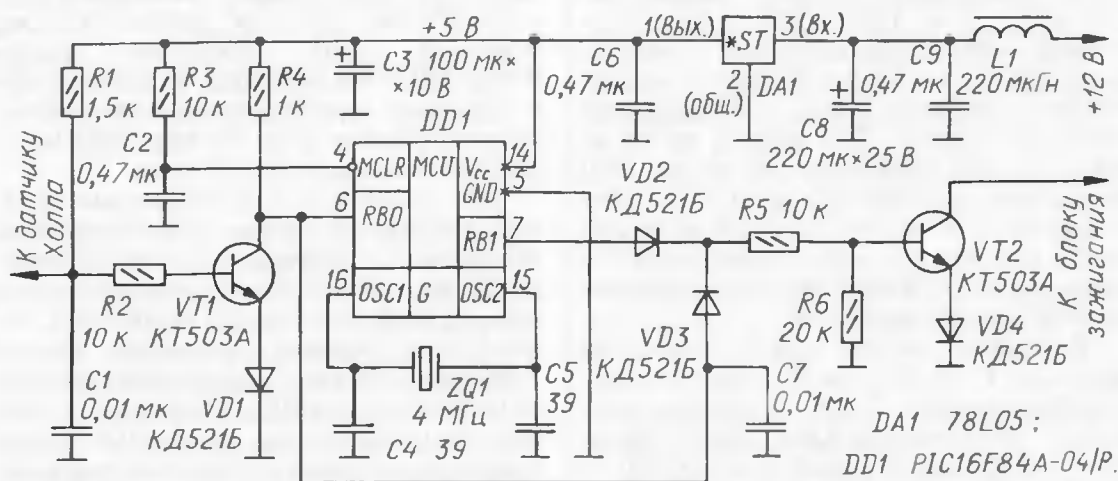 +5 В
1(Вых.)
3(Вх.)
*ST
2
(общ.)
DA1
R1
1,5 к
R3
10 к
R4
1 к
C3 100 мк×
×10 В
C6
0,47 мк
C9
0,47 мк
L1
220 мкГн
+12 В
C8
220 мк×25 В
C2
0,47 мк
DD1
4
MCLR
MCU
Vcc
14
GND
5
6
RB0
RB1
7
16
OSC1
G
OSC2
15
VD2
КД521Б
R5 10 к
VT2
КТ503А
К блоку
зажигания
К датчику
Холла
R2
10 к
VT1
КТ503А
R6
20 к
VD4
КД521Б
VD3
КД521Б
C1
0,01 мк
VD1
КД521Б
ZQ1
4 МГц
C4 39
C5
39
C7
0,01 мк
DA1 78L05;
DD1 PIC16F84A-04/P.